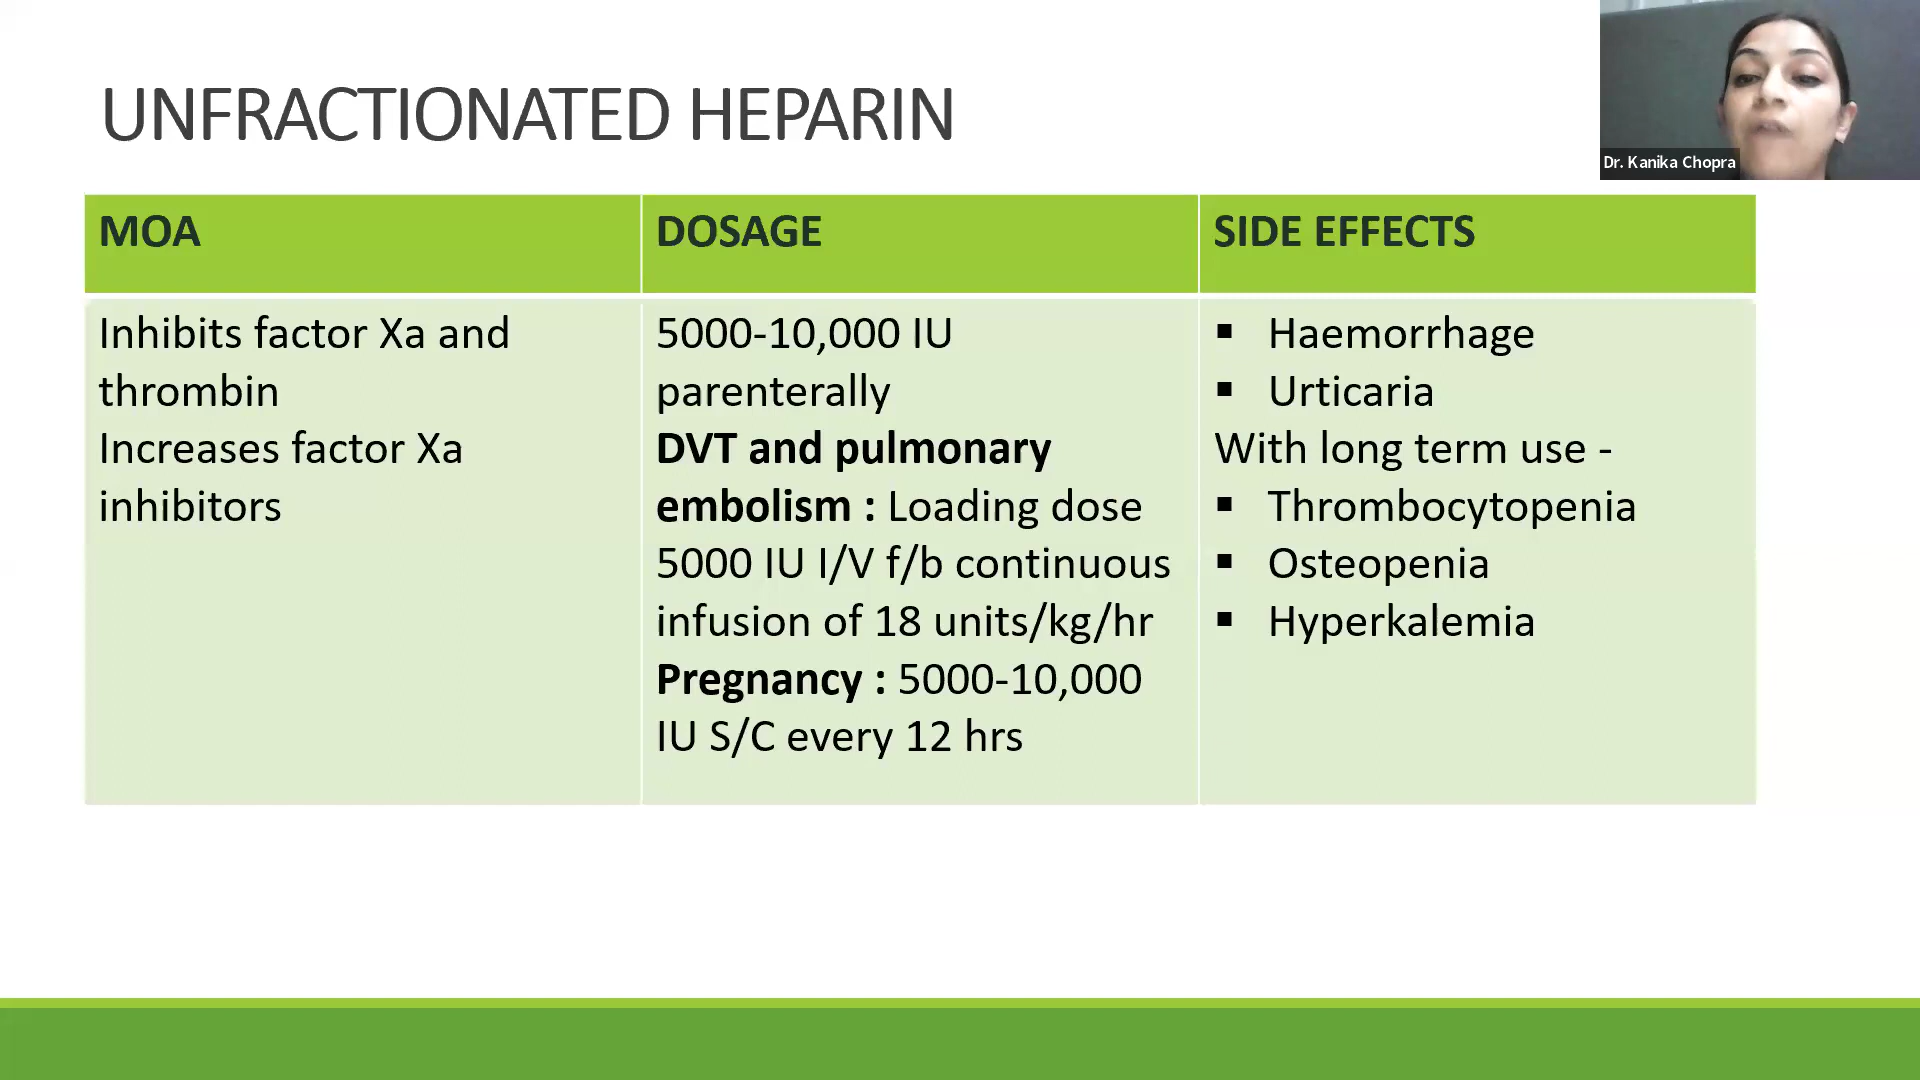 UNFRACTIONATED HEPARIN
Dr. Kanika Chopra
MOA
DOSAGE
SIDE EFFECTS
Inhibits factor Xa and
thrombin
Increases factor Xa
inhibitors
5000-10,000 IU
parenterally
DVT and pulmonary
embolism : Loading dose
5000 IU I/V f/b continuous
infusion of 18 units/kg/hr
Pregnancy : 5000-10,000
IU S/C every 12 hrs
▪ Haemorrhage
▪ Urticaria
With long term use -
▪ Thrombocytopenia
▪ Osteopenia
▪ Hyperkalemia